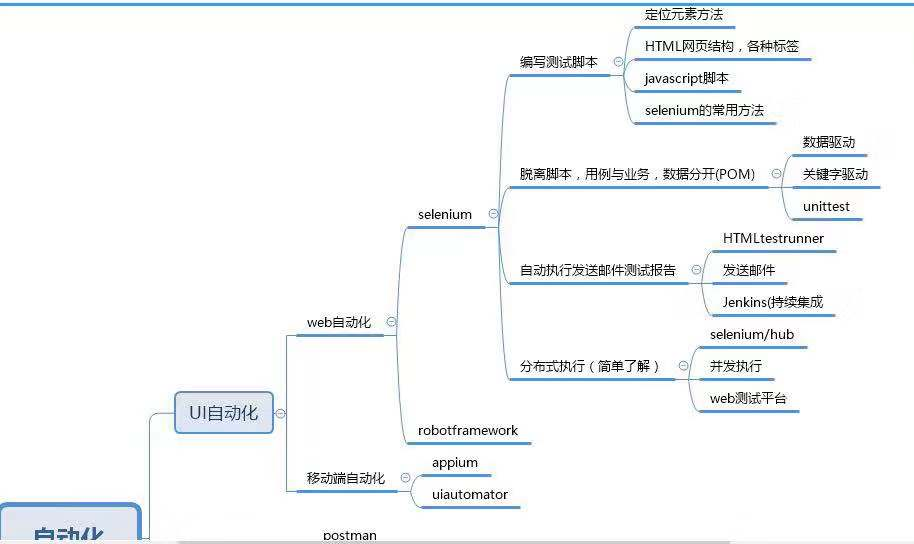 定位元素方法
HTML网页结构，各种标签
编写测试脚本
javascript脚本
selenium的常用方法
数据驱动
脱离脚本，用例与业务，数据分开(POM)
关键字驱动
unittest
selenium
HTMLtestrunner
自动执行发送邮件测试报告
发送邮件
Jenkins(持续集成
web自动化
selenium/hub
分布式执行（简单了解）
并发执行
web测试平台
UI自动化
robotframework
appium
移动端自动化
uiautomator
自动化
postman